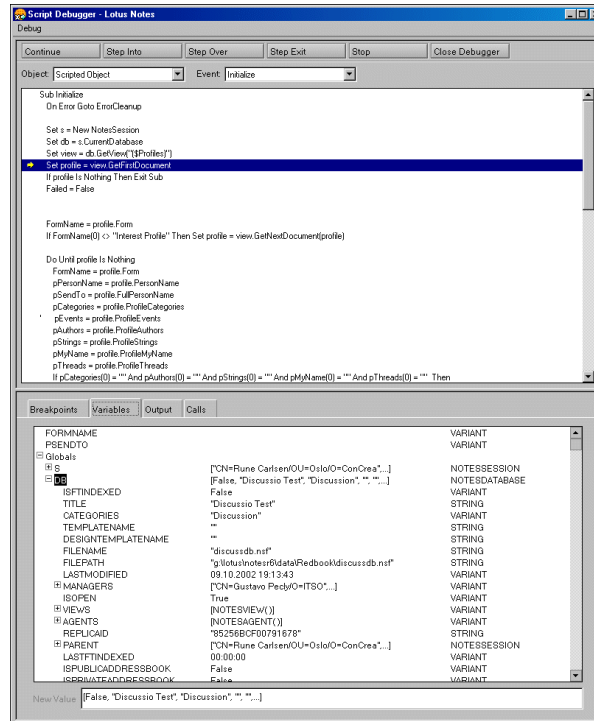 Script Debugger - Lotus Notes
Debug
Continue Step Into Step Over Step Exit Stop Close Debugger
Object: Scripted Object Event: Initialize
Sub Initialize
On Error Goto ErrorCleanup
Set s = New NotesSession
Set db = s.CurrentDatabase
Set view = db.GetView("($Profiles)")
Set profile = view.GetFirstDocument
If profile Is Nothing Then Exit Sub
Failed = False
FormName = profile.Form
If FormName(0) <> "Interest Profile" Then Set profile = view.GetNextDocument(profile)
Do Until profile Is Nothing
FormName = profile.Form
pPersonName = profile.PersonName
pSendTo = profile.FullPersonName
pCategories = profile.ProfileCategories
' pEvents = profile.ProfileEvents
pAuthors = profile.ProfileAuthors
pStrings = profile.ProfileStrings
pMyName = profile.ProfileMyName
pThreads = profile.ProfileThreads
If pCategories(0) = "" And pAuthors(0) = "" And pStrings(0) = "" And pMyName(0) = "" And pThreads(0) = "" Then
Breakpoints Variables Output Calls
FORMNAME VARIANT
PSENDTO VARIANT
Globals
S ["CN=Rune Carlsen/OU=Oslo/O=ConCrea",...] NOTESSESSION
DB [False, "Discussio Test", "Discussion", "", "",...] NOTESDATABASE
ISFTINDEXED False VARIANT
TITLE "Discussio Test" STRING
CATEGORIES "Discussion" VARIANT
TEMPLATENAME "" STRING
DESIGNTEMPLATENAME "" STRING
FILENAME "discussdb.nsf" STRING
FILEPATH "g:\lotus\notesr6\data\Redbook\discussdb.nsf" STRING
LASTMODIFIED 09.10.2002 19:13:43 VARIANT
MANAGERS ["CN=Gustavo Pecly/O=ITSO",...] VARIANT
ISOPEN True VARIANT
VIEWS [NOTESVIEW()] VARIANT
AGENTS [NOTESAGENT()] VARIANT
REPLICAID "85256BCF00791678" STRING
PARENT ["CN=Rune Carlsen/OU=Oslo/O=ConCrea",...] NOTESSESSION
LASTFTINDEXED 00:00:00 VARIANT
ISPUBLICADDRESSBOOK False VARIANT
ISPRIVATEADDRESSBOOK False VARIANT
New Value [False, "Discussio Test", "Discussion", "", "",...]